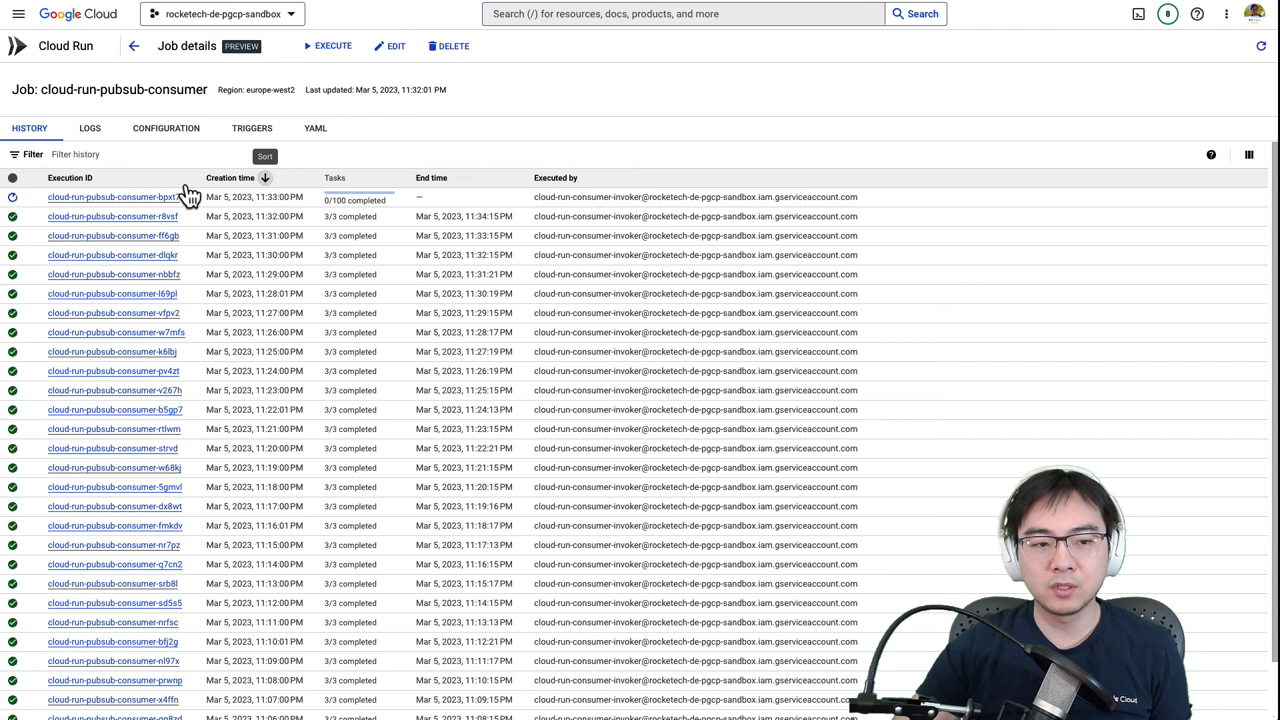 Google Cloud rocketech-de-pgcp-sandbox Search (/) for resources, docs, products, and more Search 8
Cloud Run Job details PREVIEW EXECUTE EDIT DELETE
Job: cloud-run-pubsub-consumer Region: europe-west2 Last updated: Mar 5, 2023, 11:32:01 PM
HISTORY LOGS CONFIGURATION TRIGGERS YAML
Filter Filter history Sort
Execution ID Creation time Tasks End time Executed by
cloud-run-pubsub-consumer-bpxt7 Mar 5, 2023, 11:33:00 PM 0/100 completed — cloud-run-consumer-invoker@rocketech-de-pgcp-sandbox.iam.gserviceaccount.com
cloud-run-pubsub-consumer-r8vsf Mar 5, 2023, 11:32:00 PM 3/3 completed Mar 5, 2023, 11:34:15 PM cloud-run-consumer-invoker@rocketech-de-pgcp-sandbox.iam.gserviceaccount.com
cloud-run-pubsub-consumer-ff6gb Mar 5, 2023, 11:31:00 PM 3/3 completed Mar 5, 2023, 11:33:15 PM cloud-run-consumer-invoker@rocketech-de-pgcp-sandbox.iam.gserviceaccount.com
cloud-run-pubsub-consumer-dlqkr Mar 5, 2023, 11:30:00 PM 3/3 completed Mar 5, 2023, 11:32:15 PM cloud-run-consumer-invoker@rocketech-de-pgcp-sandbox.iam.gserviceaccount.com
cloud-run-pubsub-consumer-nbbfz Mar 5, 2023, 11:29:00 PM 3/3 completed Mar 5, 2023, 11:31:21 PM cloud-run-consumer-invoker@rocketech-de-pgcp-sandbox.iam.gserviceaccount.com
cloud-run-pubsub-consumer-l69pl Mar 5, 2023, 11:28:01 PM 3/3 completed Mar 5, 2023, 11:30:19 PM cloud-run-consumer-invoker@rocketech-de-pgcp-sandbox.iam.gserviceaccount.com
cloud-run-pubsub-consumer-vfpv2 Mar 5, 2023, 11:27:00 PM 3/3 completed Mar 5, 2023, 11:29:15 PM cloud-run-consumer-invoker@rocketech-de-pgcp-sandbox.iam.gserviceaccount.com
cloud-run-pubsub-consumer-w7mfs Mar 5, 2023, 11:26:00 PM 3/3 completed Mar 5, 2023, 11:28:17 PM cloud-run-consumer-invoker@rocketech-de-pgcp-sandbox.iam.gserviceaccount.com
cloud-run-pubsub-consumer-k6lbj Mar 5, 2023, 11:25:00 PM 3/3 completed Mar 5, 2023, 11:27:19 PM cloud-run-consumer-invoker@rocketech-de-pgcp-sandbox.iam.gserviceaccount.com
cloud-run-pubsub-consumer-pv4zt Mar 5, 2023, 11:24:00 PM 3/3 completed Mar 5, 2023, 11:26:19 PM cloud-run-consumer-invoker@rocketech-de-pgcp-sandbox.iam.gserviceaccount.com
cloud-run-pubsub-consumer-v267h Mar 5, 2023, 11:23:00 PM 3/3 completed Mar 5, 2023, 11:25:15 PM cloud-run-consumer-invoker@rocketech-de-pgcp-sandbox.iam.gserviceaccount.com
cloud-run-pubsub-consumer-b5gp7 Mar 5, 2023, 11:22:01 PM 3/3 completed Mar 5, 2023, 11:24:13 PM cloud-run-consumer-invoker@rocketech-de-pgcp-sandbox.iam.gserviceaccount.com
cloud-run-pubsub-consumer-rtlwm Mar 5, 2023, 11:21:00 PM 3/3 completed Mar 5, 2023, 11:23:15 PM cloud-run-consumer-invoker@rocketech-de-pgcp-sandbox.iam.gserviceaccount.com
cloud-run-pubsub-consumer-strvd Mar 5, 2023, 11:20:00 PM 3/3 completed Mar 5, 2023, 11:22:21 PM cloud-run-consumer-invoker@rocketech-de-pgcp-sandbox.iam.gserviceaccount.com
cloud-run-pubsub-consumer-w68kj Mar 5, 2023, 11:19:00 PM 3/3 completed Mar 5, 2023, 11:21:15 PM cloud-run-consumer-invoker@rocketech-de-pgcp-sandbox.iam.gserviceaccount.com
cloud-run-pubsub-consumer-5gmvl Mar 5, 2023, 11:18:00 PM 3/3 completed Mar 5, 2023, 11:20:15 PM cloud-run-consumer-invoker@rocketech-de-pgcp-sandbox.iam.gserviceaccount.com
cloud-run-pubsub-consumer-dx8wt Mar 5, 2023, 11:17:00 PM 3/3 completed Mar 5, 2023, 11:19:16 PM cloud-run-consumer-invoker@rocketech-de-pgcp-sandbox.iam.gserviceaccount.com
cloud-run-pubsub-consumer-fmkdv Mar 5, 2023, 11:16:01 PM 3/3 completed Mar 5, 2023, 11:18:17 PM cloud-run-consumer-invoker@rocketech-de-pgcp-sandbox.iam.gserviceaccount.com
cloud-run-pubsub-consumer-nr7pz Mar 5, 2023, 11:15:00 PM 3/3 completed Mar 5, 2023, 11:17:13 PM cloud-run-consumer-invoker@rocketech-de-pgcp-sandbox.iam.gserviceaccount.com
cloud-run-pubsub-consumer-q7cn2 Mar 5, 2023, 11:14:00 PM 3/3 completed Mar 5, 2023, 11:16:15 PM cloud-run-consumer-invoker@rocketech-de-pgcp-sandbox.iam.gserviceaccount.com
cloud-run-pubsub-consumer-srb8l Mar 5, 2023, 11:13:00 PM 3/3 completed Mar 5, 2023, 11:15:17 PM cloud-run-consumer-invoker@rocketech-de-pgcp-sandbox.iam.gserviceaccount.com
cloud-run-pubsub-consumer-sd5s5 Mar 5, 2023, 11:12:00 PM 3/3 completed Mar 5, 2023, 11:14:15 PM cloud-run-consumer-invoker@rocketech-de-pgcp-sandbox.iam.gserviceaccount.com
cloud-run-pubsub-consumer-nrfsc Mar 5, 2023, 11:11:00 PM 3/3 completed Mar 5, 2023, 11:13:13 PM cloud-run-consumer-invoker@rocketech-de-pgcp-sandbox.iam.gserviceaccount.com
cloud-run-pubsub-consumer-bfj2g Mar 5, 2023, 11:10:01 PM 3/3 completed Mar 5, 2023, 11:12:21 PM cloud-run-consumer-invoker@rocketech-de-pgcp-sandbox.iam.gserviceaccount.com
cloud-run-pubsub-consumer-nl97x Mar 5, 2023, 11:09:00 PM 3/3 completed Mar 5, 2023, 11:11:17 PM cloud-run-consumer-invoker@rocketech-de-pgcp-sandbox.iam.gserviceaccount.com
cloud-run-pubsub-consumer-prwnp Mar 5, 2023, 11:08:00 PM 3/3 completed Mar 5, 2023, 11:10:15 PM cloud-run-consumer-invoker@rocketech-de-pgcp-sandbox.iam.gserviceaccount.com
cloud-run-pubsub-consumer-x4ffn Mar 5, 2023, 11:07:00 PM 3/3 completed Mar 5, 2023, 11:09:15 PM cloud-run-consumer-invoker@rocketech-de-pgcp-sandbox.iam.gserviceaccount.com
Mar 5, 2023, 11:06:00 PM 3/3 completed Mar 5, 2023, 11:08:15 PM cloud-run-consumer-invoker@rocketech-de-pgcp-sandbox.iam.gserviceaccount.com
Cloud